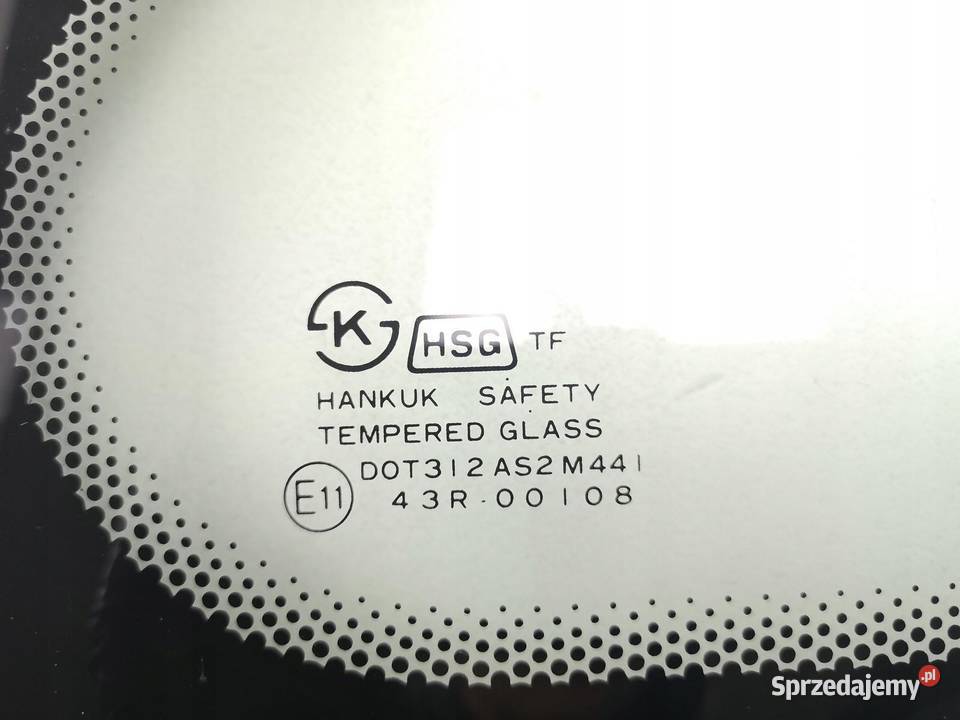 K HSG TF
HANKUK SAFETY
TEMPERED GLASS
DOT312AS2M441
E11 43R-00108
Sprzedajemy.pl